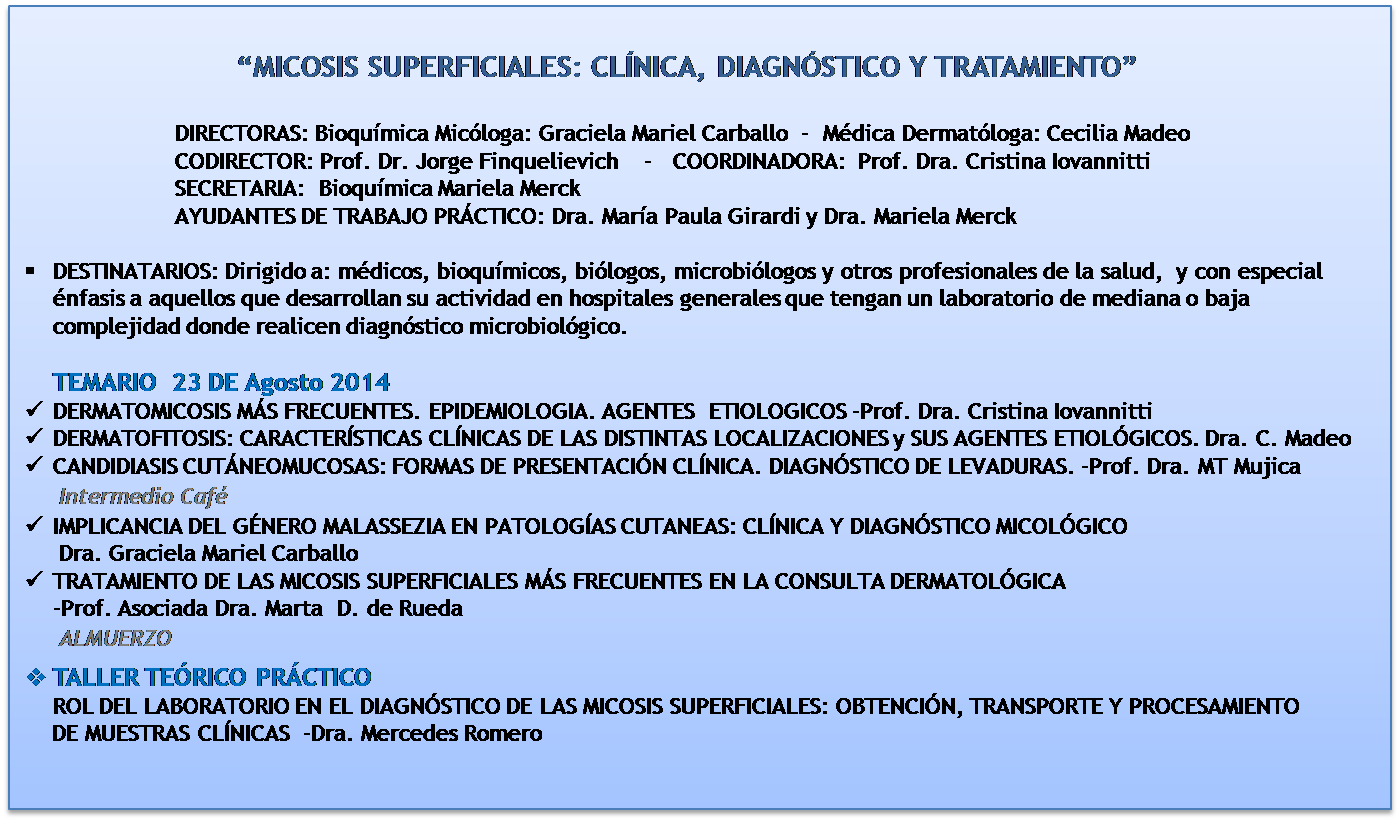 “MICOSIS SUPERFICIALES: CLÍNICA, DIAGNÓSTICO Y TRATAMIENTO”
DIRECTORAS: Bioquímica Micóloga: Graciela Mariel Carballo - Médica Dermatóloga: Cecilia Madeo
CODIRECTOR: Prof. Dr. Jorge Finquelievich - COORDINADORA: Prof. Dra. Cristina Iovannitti
SECRETARIA: Bioquímica Mariela Merck
AYUDANTES DE TRABAJO PRÁCTICO: Dra. María Paula Girardi y Dra. Mariela Merck
▪ DESTINATARIOS: Dirigido a: médicos, bioquímicos, biólogos, microbiólogos y otros profesionales de la salud, y con especial
énfasis a aquellos que desarrollan su actividad en hospitales generales que tengan un laboratorio de mediana o baja
complejidad donde realicen diagnóstico microbiológico.
TEMARIO 23 DE Agosto 2014
✓ DERMATOMICOSIS MÁS FRECUENTES. EPIDEMIOLOGIA. AGENTES ETIOLOGICOS -Prof. Dra. Cristina Iovannitti
✓ DERMATOFITOSIS: CARACTERÍSTICAS CLÍNICAS DE LAS DISTINTAS LOCALIZACIONES y SUS AGENTES ETIOLÓGICOS. Dra. C. Madeo
✓ CANDIDIASIS CUTÁNEOMUCOSAS: FORMAS DE PRESENTACIÓN CLÍNICA. DIAGNÓSTICO DE LEVADURAS. -Prof. Dra. MT Mujica
Intermedio Café
✓ IMPLICANCIA DEL GÉNERO MALASSEZIA EN PATOLOGÍAS CUTANEAS: CLÍNICA Y DIAGNÓSTICO MICOLÓGICO
Dra. Graciela Mariel Carballo
✓ TRATAMIENTO DE LAS MICOSIS SUPERFICIALES MÁS FRECUENTES EN LA CONSULTA DERMATOLÓGICA
-Prof. Asociada Dra. Marta D. de Rueda
ALMUERZO
❖ TALLER TEÓRICO PRÁCTICO
ROL DEL LABORATORIO EN EL DIAGNÓSTICO DE LAS MICOSIS SUPERFICIALES: OBTENCIÓN, TRANSPORTE Y PROCESAMIENTO
DE MUESTRAS CLÍNICAS -Dra. Mercedes Romero